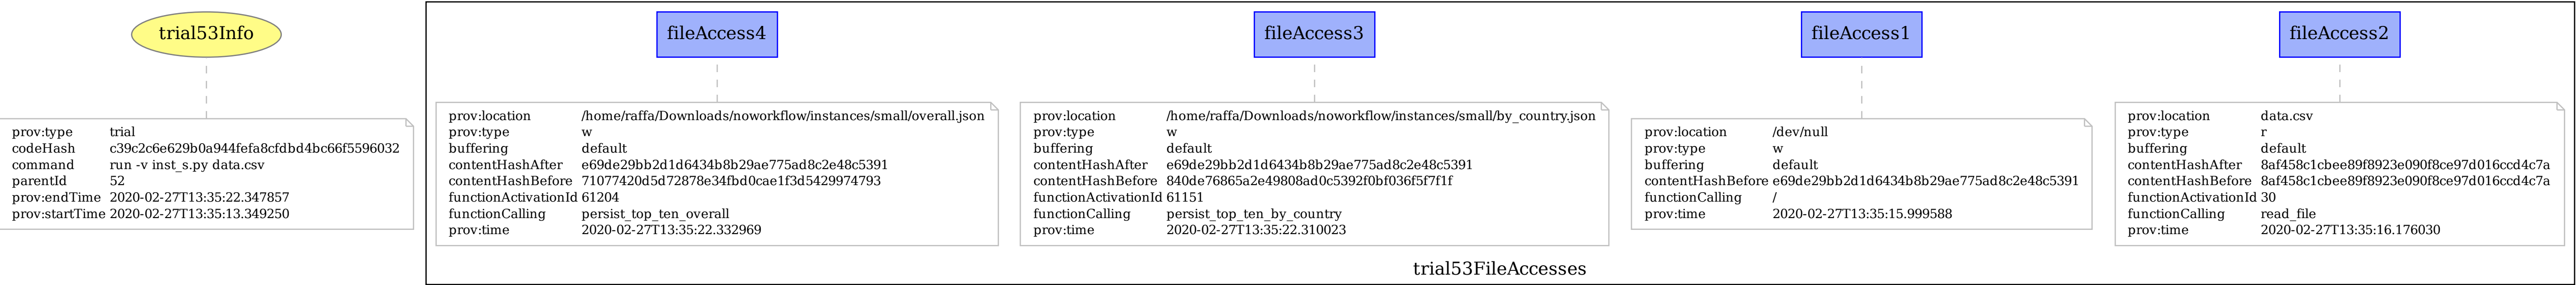 trial53Info
prov:type trial
codeHash c39c2c6e629b0a944fefa8cfdbd4bc66f5596032
command run -v inst_s.py data.csv
parentId 52
prov:endTime 2020-02-27T13:35:22.347857
prov:startTime 2020-02-27T13:35:13.349250
fileAccess4
prov:location /home/raffa/Downloads/noworkflow/instances/small/overall.json
prov:type w
buffering default
contentHashAfter e69de29bb2d1d6434b8b29ae775ad8c2e48c5391
contentHashBefore 71077420d5d72878e34fbd0cae1f3d5429974793
functionActivationId 61204
functionCalling persist_top_ten_overall
prov:time 2020-02-27T13:35:22.332969
fileAccess3
prov:location /home/raffa/Downloads/noworkflow/instances/small/by_country.json
prov:type w
buffering default
contentHashAfter e69de29bb2d1d6434b8b29ae775ad8c2e48c5391
contentHashBefore 840de76865a2e49808ad0c5392f0bf036f5f7f1f
functionActivationId 61151
functionCalling persist_top_ten_by_country
prov:time 2020-02-27T13:35:22.310023
fileAccess1
prov:location /dev/null
prov:type w
buffering default
contentHashBefore e69de29bb2d1d6434b8b29ae775ad8c2e48c5391
functionCalling /
prov:time 2020-02-27T13:35:15.999588
fileAccess2
prov:location data.csv
prov:type r
buffering default
contentHashAfter 8af458c1cbee89f8923e090f8ce97d016ccd4c7a
contentHashBefore 8af458c1cbee89f8923e090f8ce97d016ccd4c7a
functionActivationId 30
functionCalling read_file
prov:time 2020-02-27T13:35:16.176030
trial53FileAccesses